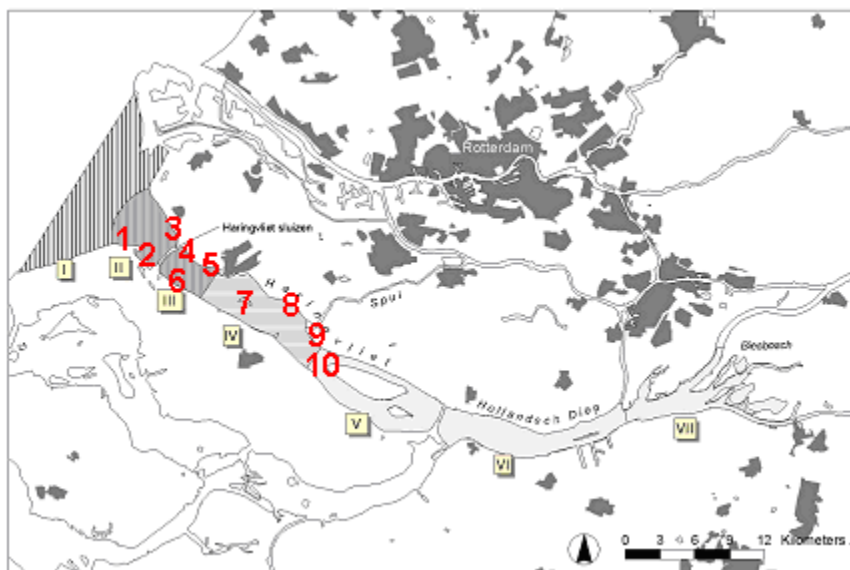 Rotterdam
Haringvliet sluizen
3
1
2
4
5
6
I
II
III
Haringvliet
7
8
Spui
9
10
IV
Biesbosch
Hollandsch Diep
V
VI
VII
0 3 6 9 12 Kilometers